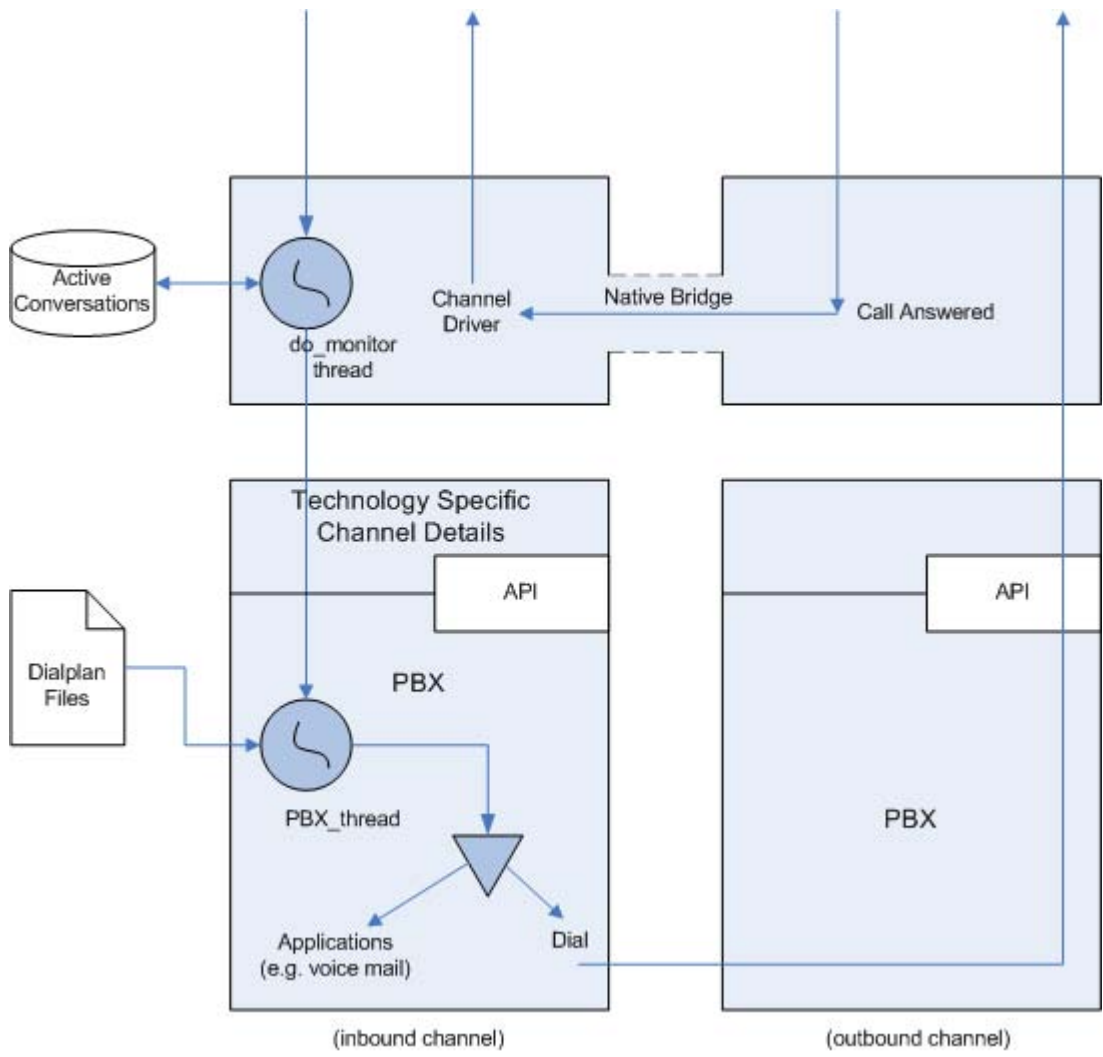 Active
Conversations
do_monitor
thread
Channel
Driver
Native Bridge
Call Answered
Technology Specific
Channel Details
API
API
Dialplan
Files
PBX
PBX_thread
PBX
Applications
(e.g. voice mail)
Dial
(inbound channel)
(outbound channel)